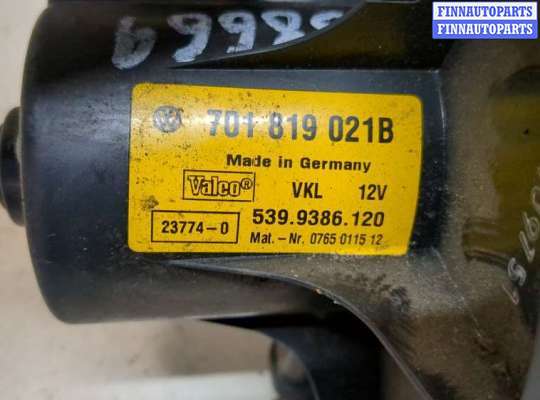 FINNAUTOPARTS
FINNAUTOPARTS
701 819 021B
Made in Germany
Valeo® VKL 12V
23774-0 539.9386.120
Mat.-Nr. 0765 0115 12